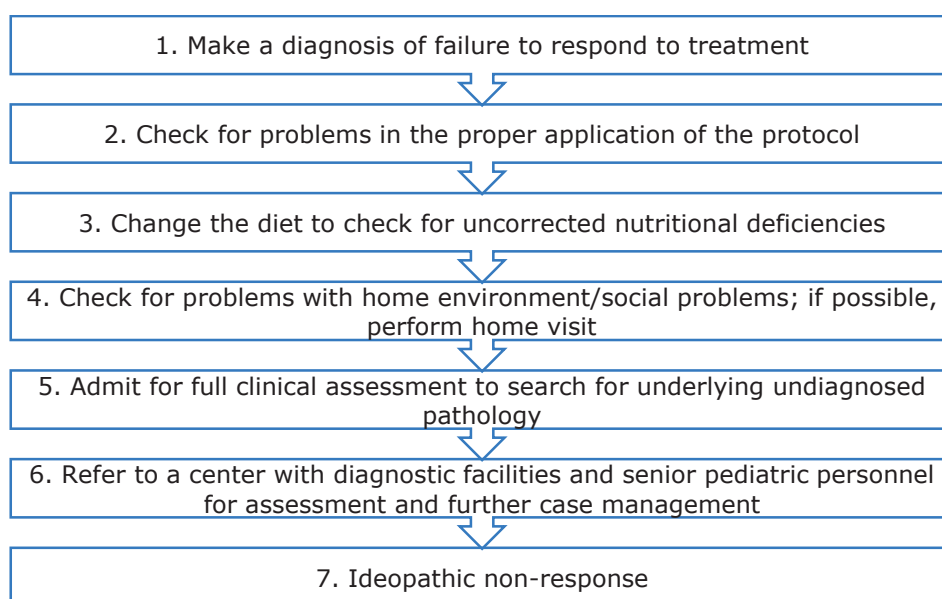 1. Make a diagnosis of failure to respond to treatment
2. Check for problems in the proper application of the protocol
3. Change the diet to check for uncorrected nutritional deficiencies
4. Check for problems with home environment/social problems; if possible,
perform home visit
5. Admit for full clinical assessment to search for underlying undiagnosed
pathology
6. Refer to a center with diagnostic facilities and senior pediatric personnel
for assessment and further case management
7. Ideopathic non-response